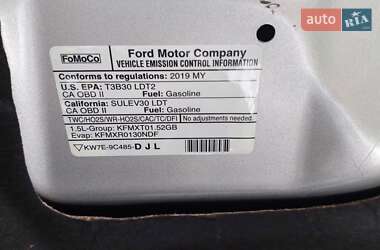 auto RIA
FoMoCo
Ford Motor Company
VEHICLE EMISSION CONTROL INFORMATION
Conforms to regulations: 2019 MY
U.S. EPA: T3B30 LDT2
CA OBD II Fuel: Gasoline
California: SULEV30 LDT
CA OBD II Fuel: Gasoline
TWC/HO2S/WR-HO2S/CAC/TC/DFI No adjustments needed.
1.5L-Group: KFMXT01.52GB
Evap: KFMXR0130NDF
KW7E-9C485-DJL